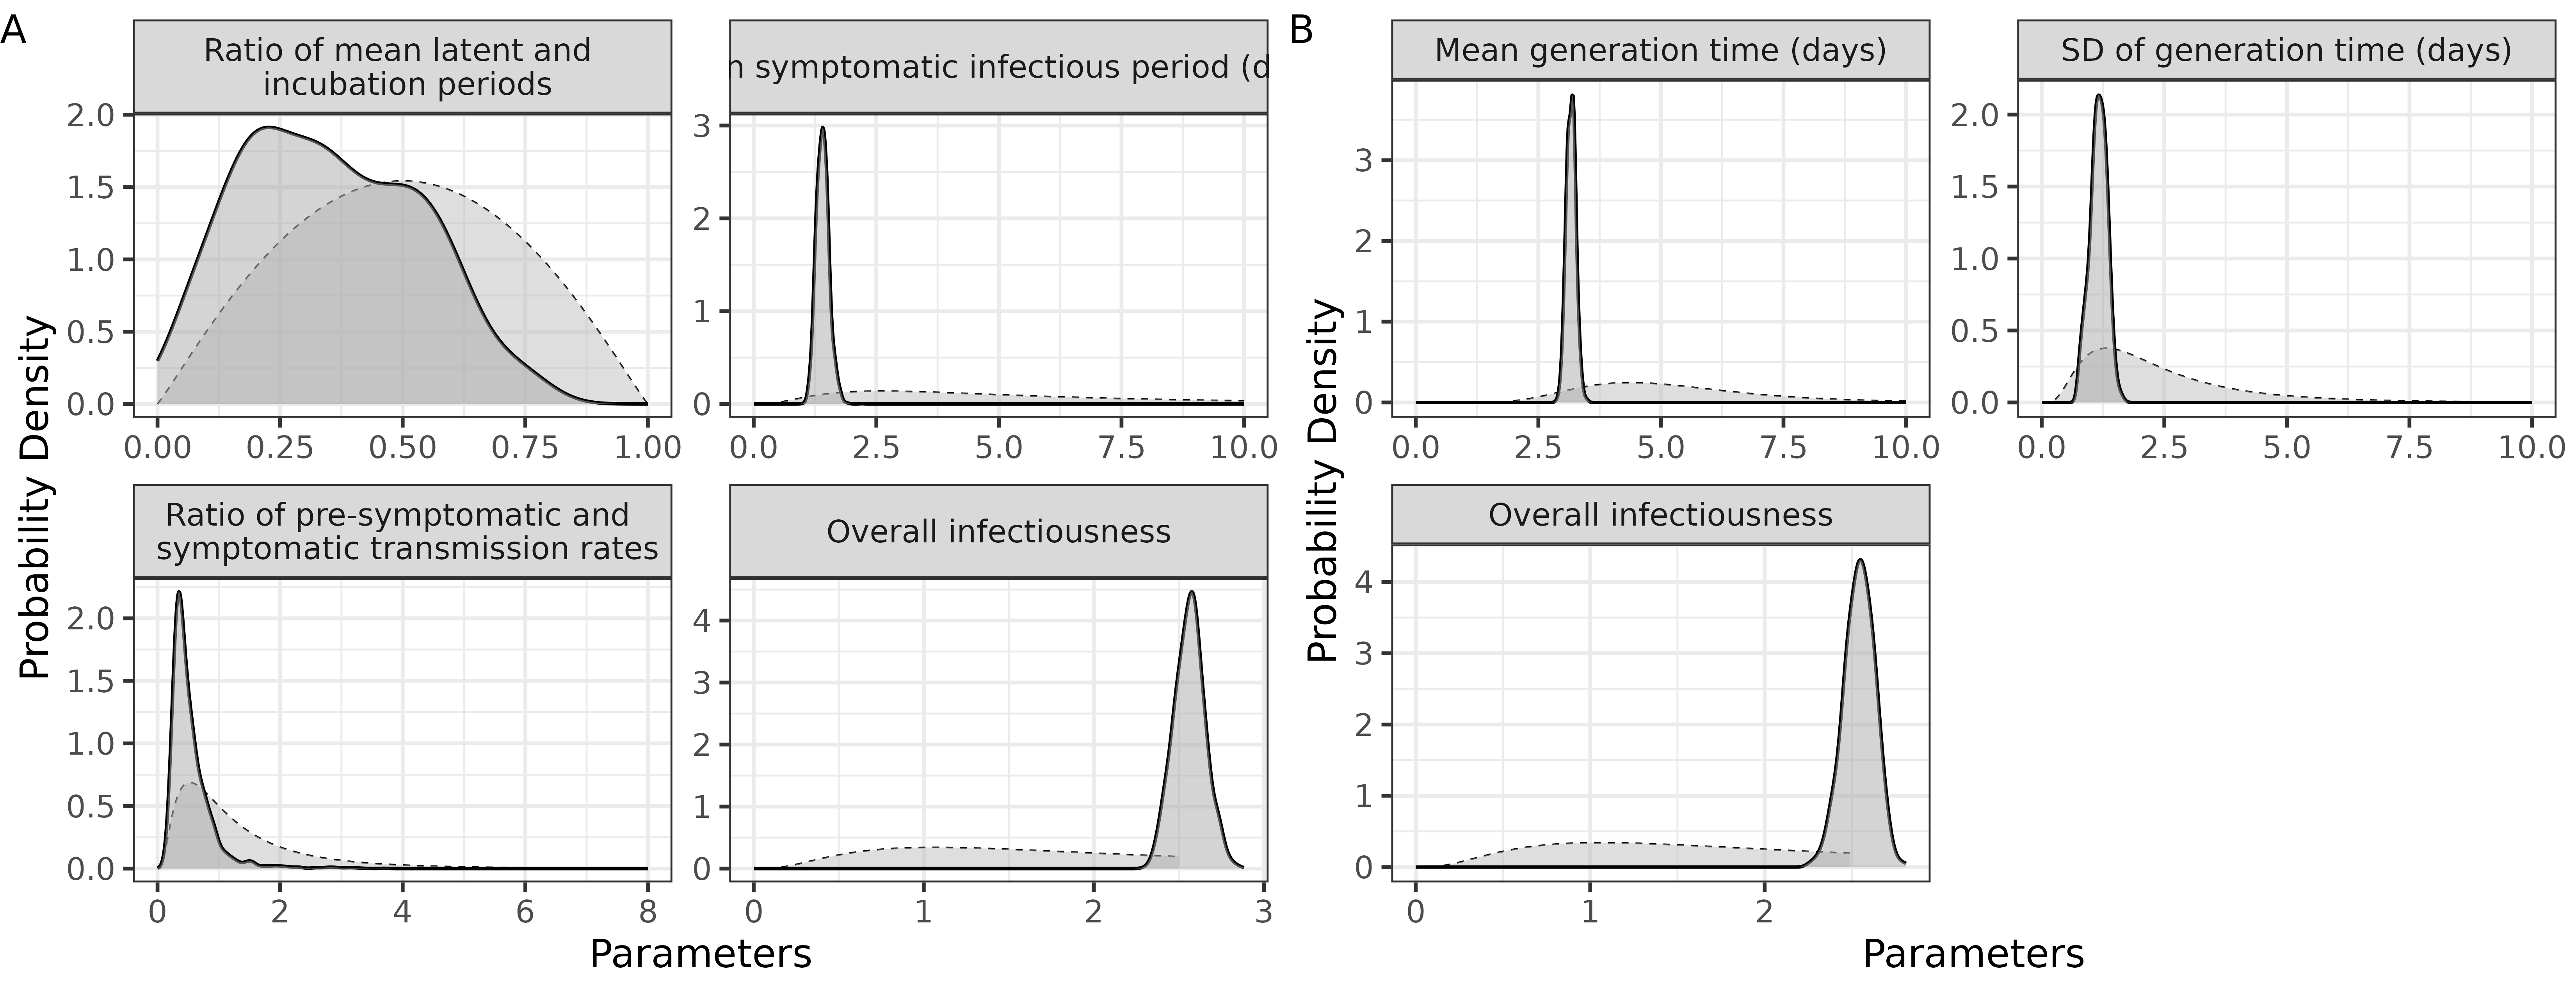 A
Ratio of mean latent and
incubation periods
symptomatic infectious period
2.0
1.5
1.0
0.5
0.0
0.00 0.25 0.50 0.75 1.00
3
2
1
0
0.0 2.5 5.0 7.5 10.0
Ratio of pre-symptomatic and
symptomatic transmission rates
Overall infectiousness
2.0
1.5
1.0
0.5
0.0
0 2 4 6 8
4
3
2
1
0
0 1 2 3
Probability Density
Parameters
B
Mean generation time (days)
SD of generation time (days)
3
2
1
0
0.0 2.5 5.0 7.5 10.0
2.0
1.5
1.0
0.5
0.0
0.0 2.5 5.0 7.5 10.0
Overall infectiousness
4
3
2
1
0
0 1 2
Probability Density
Parameters